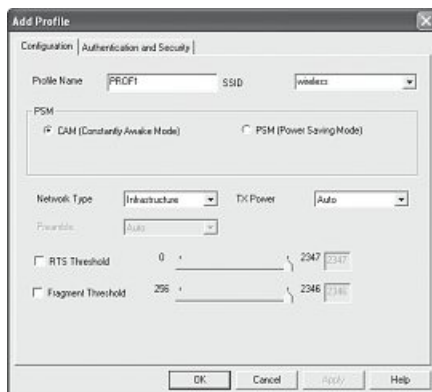 Add Profile
Configuration Authentication and Security
Profile Name PROF1 SSID wireless
PSM
CAM (Constantly Awake Mode) PSM (Power Saving Mode)
Network Type Infrastructure TX Power Auto
Preamble Auto
RTS Threshold 0 2347 2347
Fragment Threshold 256 2346 2346
OK Cancel Apply Help